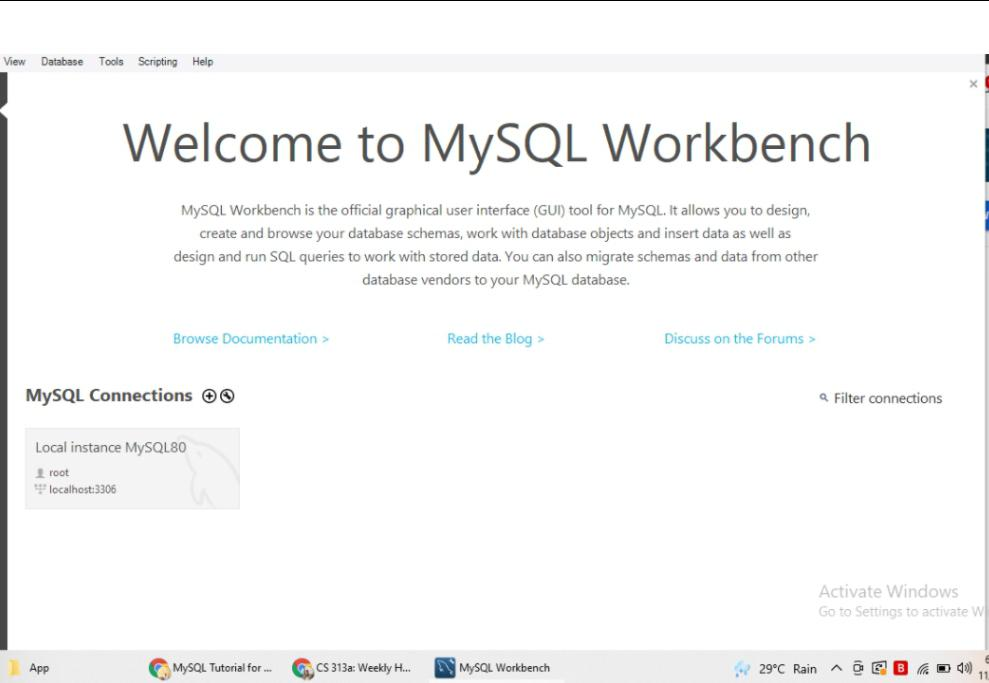 View Database Tools Scripting Help
Welcome to MySQL Workbench
MySQL Workbench is the official graphical user interface (GUI) tool for MySQL. It allows you to design,
create and browse your database schemas, work with database objects and insert data as well as
design and run SQL queries to work with stored data. You can also migrate schemas and data from other
database vendors to your MySQL database.
Browse Documentation > Read the Blog > Discuss on the Forums >
MySQL Connections
Filter connections
Local instance MySQL80
root
localhost:3306
Activate Windows
Go to Settings to activate W
App MySQL Tutorial for ... CS 313a: Weekly H... MySQL Workbench 29°C Rain B